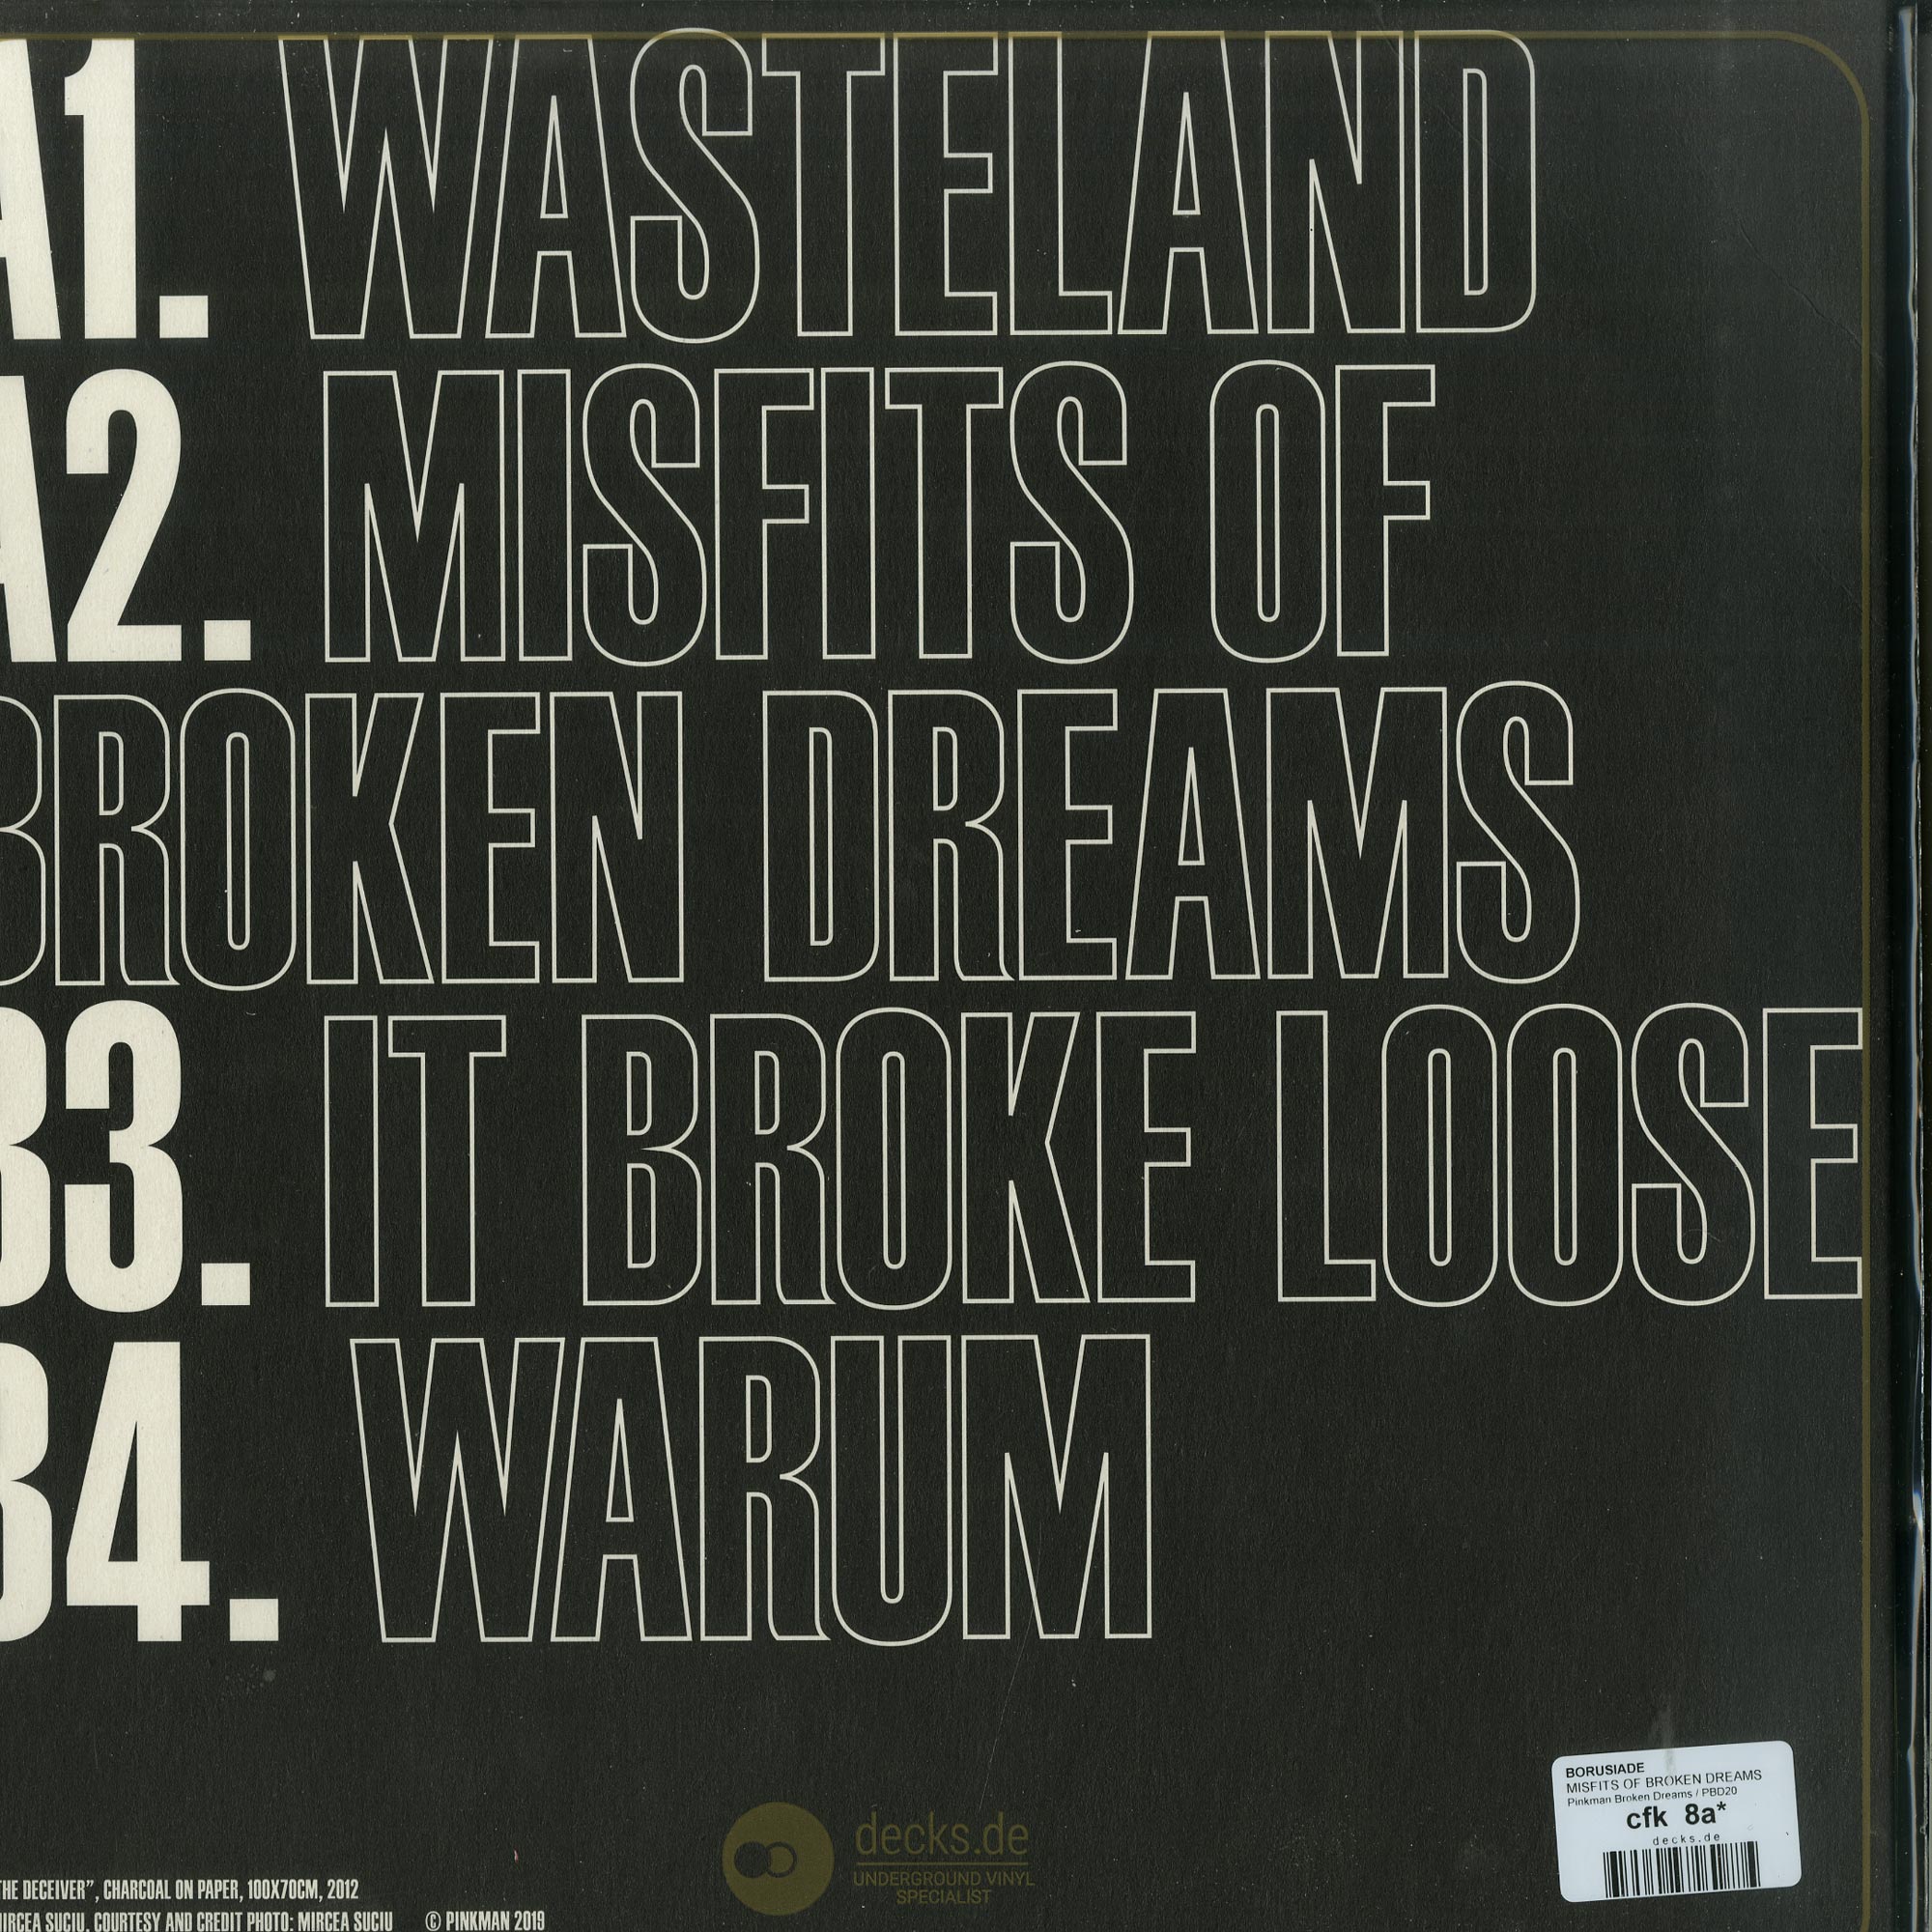 A1. WASTELAND
A2. MISFITS OF
BROKEN DREAMS
B3. IT BROKE LOOSE
B4. WARUM
BORUSIADE
MISFITS OF BROKEN DREAMS
Pinkman Broken Dreams / PBD20
cfk 8a*
decks.de
decks.de
UNDERGROUND VINYL
SPECIALIST
THE DECEIVER”, CHARCOAL ON PAPER, 100X70CM, 2012
MIRCEA SUCIU. COURTESY AND CREDIT PHOTO: MIRCEA SUCIU © PINKMAN 2019